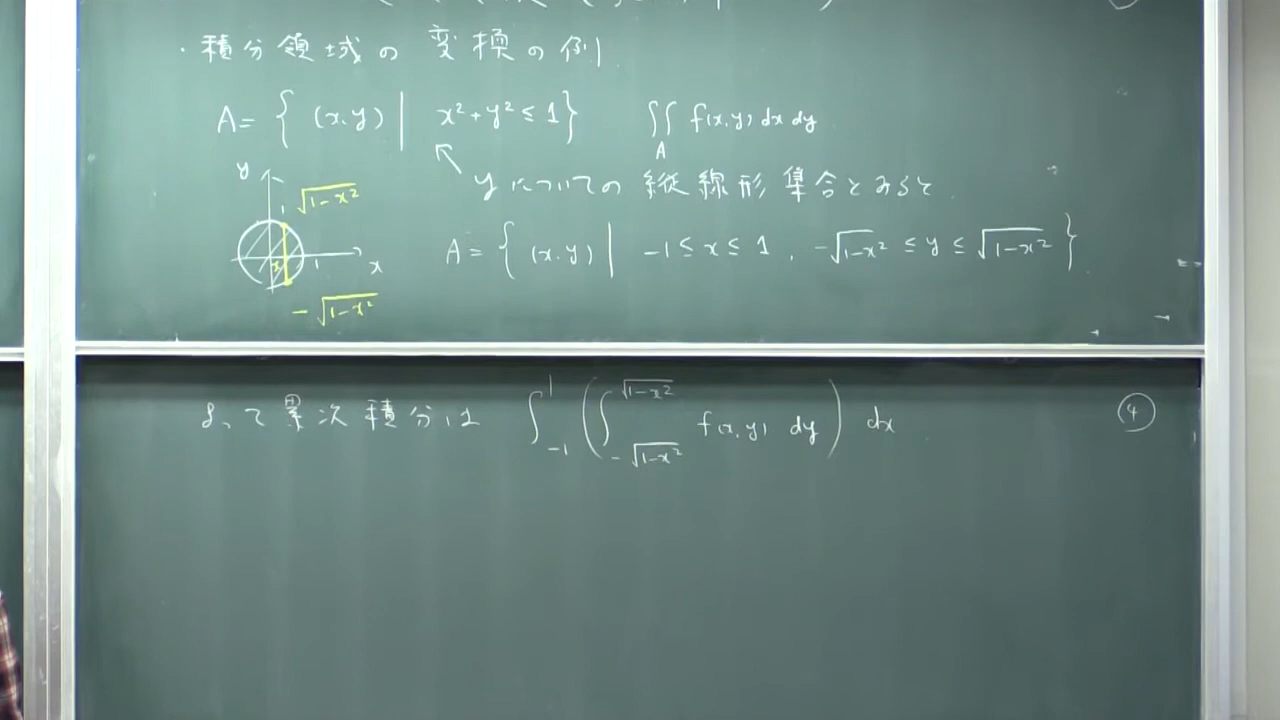 ・積分領域の変換の例
A = { (x, y) | x² + y² ≤ 1 }　∬_A f(x, y) dx dy
yについての縦線形集合とみると
y
1 √(1-x²)
A = { (x, y) | -1 ≤ x ≤ 1, -√(1-x²) ≤ y ≤ √(1-x²) }
1 x
-√(1-x²)
よって累次積分は ∫_{-1}^{1} ( ∫_{-√(1-x²)}^{√(1-x²)} f(x, y) dy ) dx ④